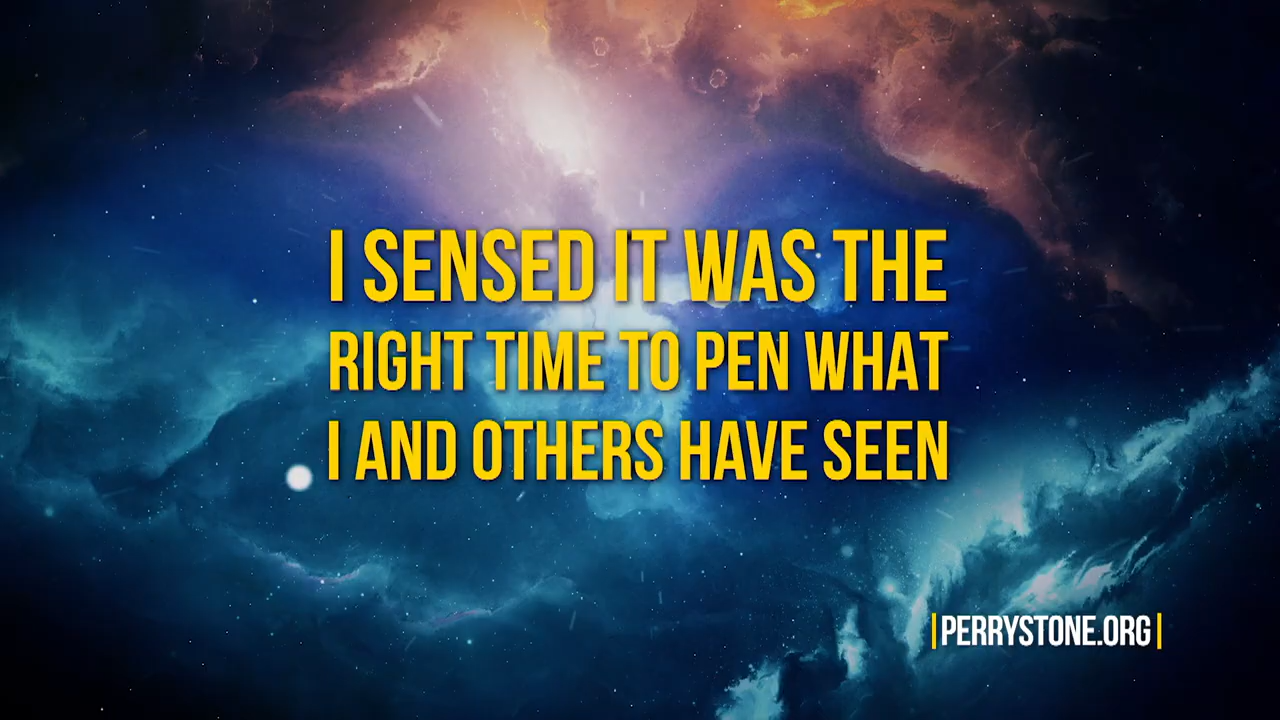 I SENSED IT WAS THE
RIGHT TIME TO PEN WHAT
I AND OTHERS HAVE SEEN
|PERRYSTONE.ORG|